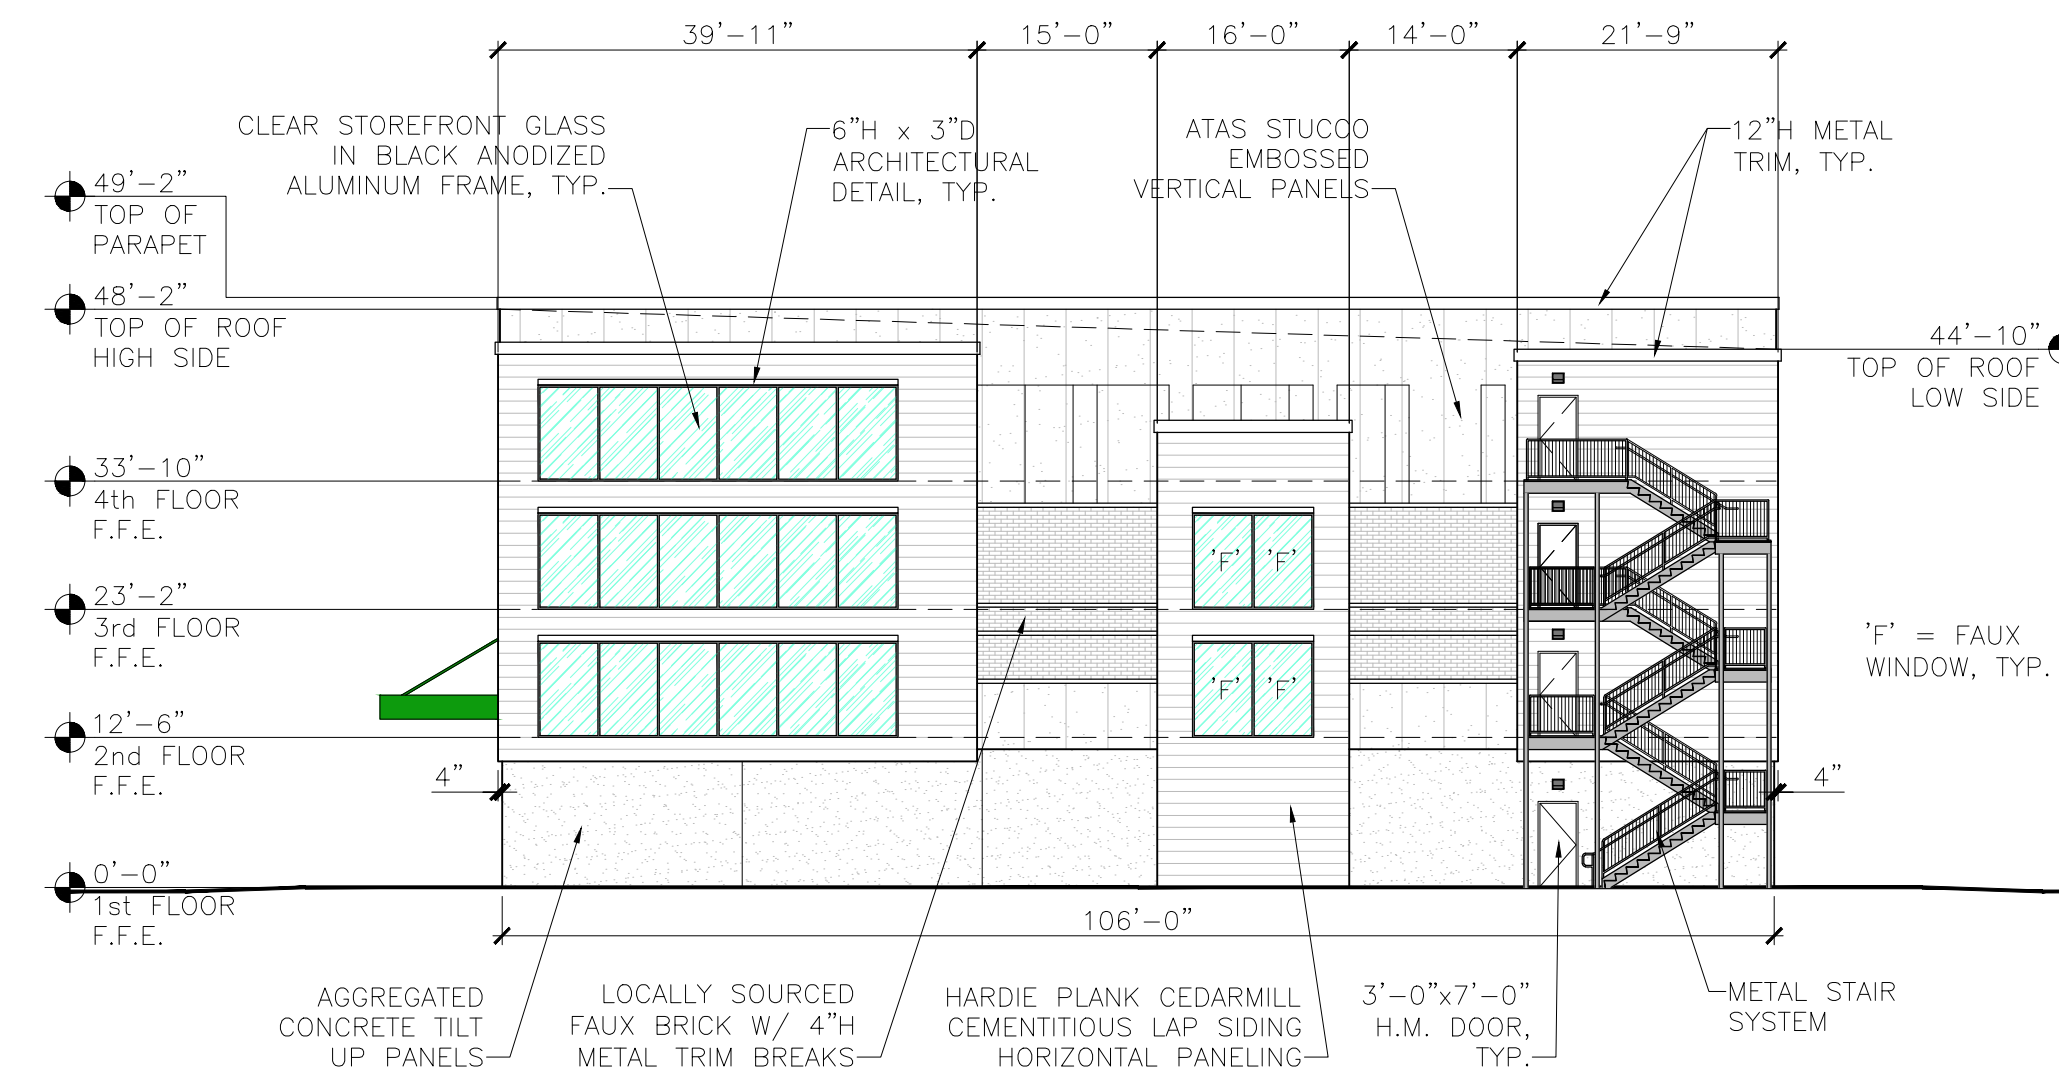 39'-11"
15'-0"
16'-0"
14'-0"
21'-9"
CLEAR STOREFRONT GLASS
IN BLACK ANODIZED
ALUMINUM FRAME, TYP.
6"H x 3"D
ARCHITECTURAL
DETAIL, TYP.
ATAS STUCCO
EMBOSSED
VERTICAL PANELS
12"H METAL
TRIM, TYP.
49'-2"
TOP OF
PARAPET
48'-2"
TOP OF ROOF
HIGH SIDE
44'-10"
TOP OF ROOF
LOW SIDE
33'-10"
4th FLOOR
F.F.E.
'F' 'F'
23'-2"
3rd FLOOR
F.F.E.
'F' = FAUX
WINDOW, TYP.
'F' 'F'
12'-6"
2nd FLOOR
F.F.E.
4"
4"
0'-0"
1st FLOOR
F.F.E.
106'-0"
AGGREGATED
CONCRETE TILT
UP PANELS
LOCALLY SOURCED
FAUX BRICK W/ 4"H
METAL TRIM BREAKS
HARDIE PLANK CEDARMILL
CEMENTITIOUS LAP SIDING
HORIZONTAL PANELING
3'-0"x7'-0"
H.M. DOOR,
TYP.
METAL STAIR
SYSTEM